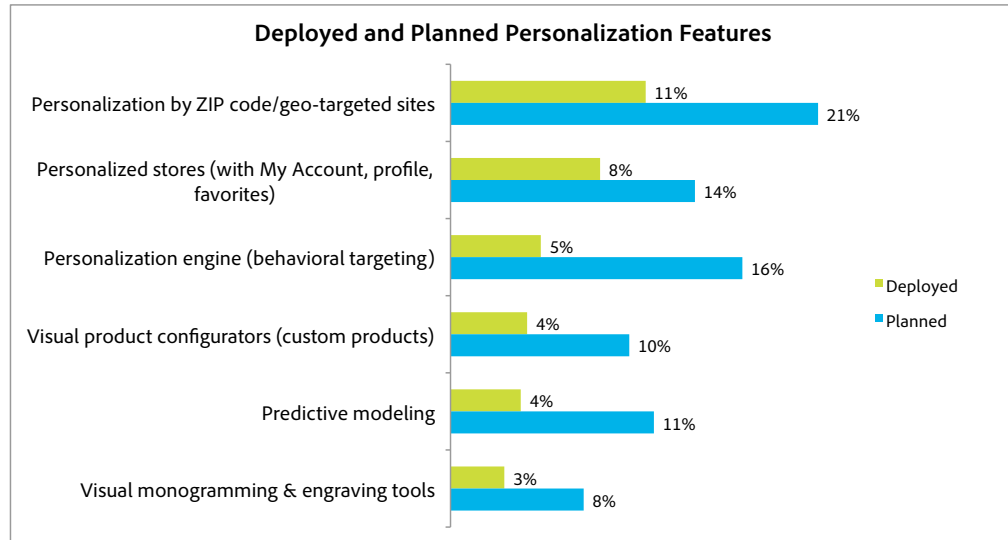 Deployed and Planned Personalization Features
Personalization by ZIP code/geo-targeted sites
11%
21%
Personalized stores (with My Account, profile,
favorites)
8%
14%
Personalization engine (behavioral targeting)
5%
16%
Deployed
Planned
Visual product configurators (custom products)
4%
10%
Predictive modeling
4%
11%
Visual monogramming & engraving tools
3%
8%